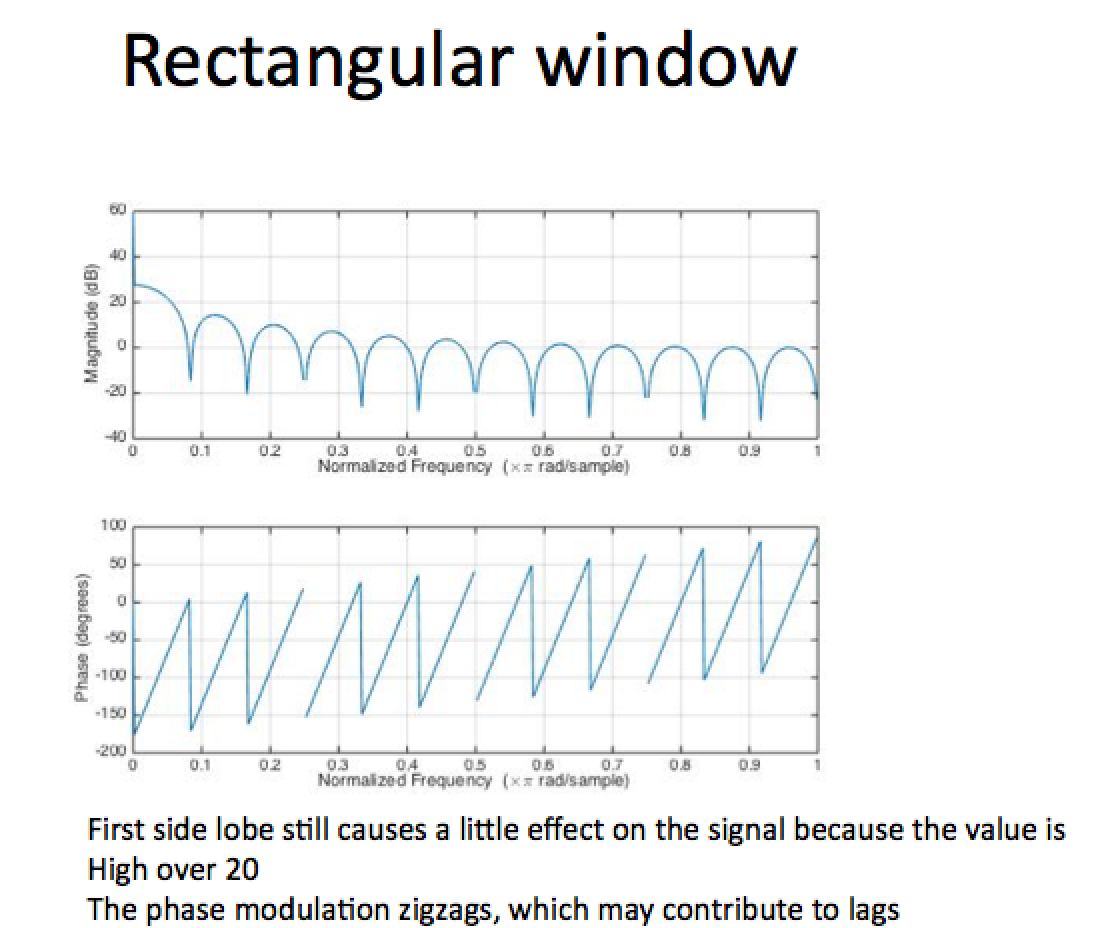 Rectangular window
60
40
20
0
-20
-40
Magnitude (dB)
0 0.1 0.2 0.3 0.4 0.5 0.6 0.7 0.8 0.9 1
Normalized Frequency (×π rad/sample)
100
50
0
-50
-100
-150
-200
Phase (degrees)
0 0.1 0.2 0.3 0.4 0.5 0.6 0.7 0.8 0.9 1
Normalized Frequency (×π rad/sample)
First side lobe still causes a little effect on the signal because the value is
High over 20
The phase modulation zigzags, which may contribute to lags